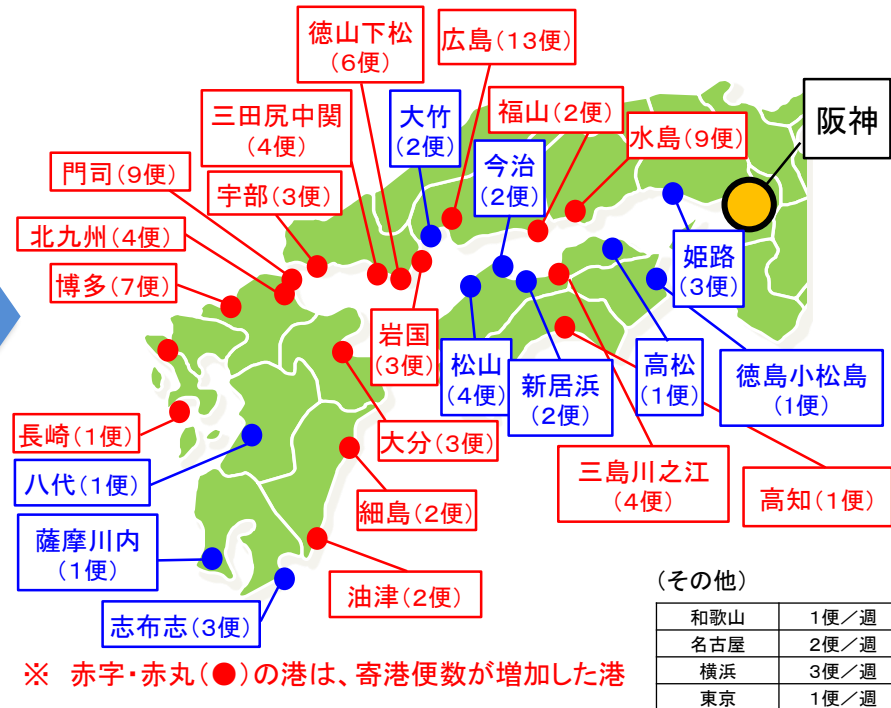 徳山下松
(6便)
広島(13便)
三田尻中関
(4便)
大竹
(2便)
福山(2便)
阪神
今治
(2便)
水島(9便)
門司(9便)
宇部(3便)
北九州(4便)
博多(7便)
姫路
(3便)
岩国
(3便)
松山
(4便)
新居浜
(2便)
高松
(1便)
徳島小松島
(1便)
長崎(1便)
大分(3便)
八代(1便)
三島川之江
(4便)
高知(1便)
細島(2便)
薩摩川内
(1便)
油津(2便)
志布志(3便)
(その他)
和歌山 1便/週
名古屋 2便/週
横浜 3便/週
東京 1便/週
※ 赤字・赤丸(●)の港は、寄港便数が増加した港